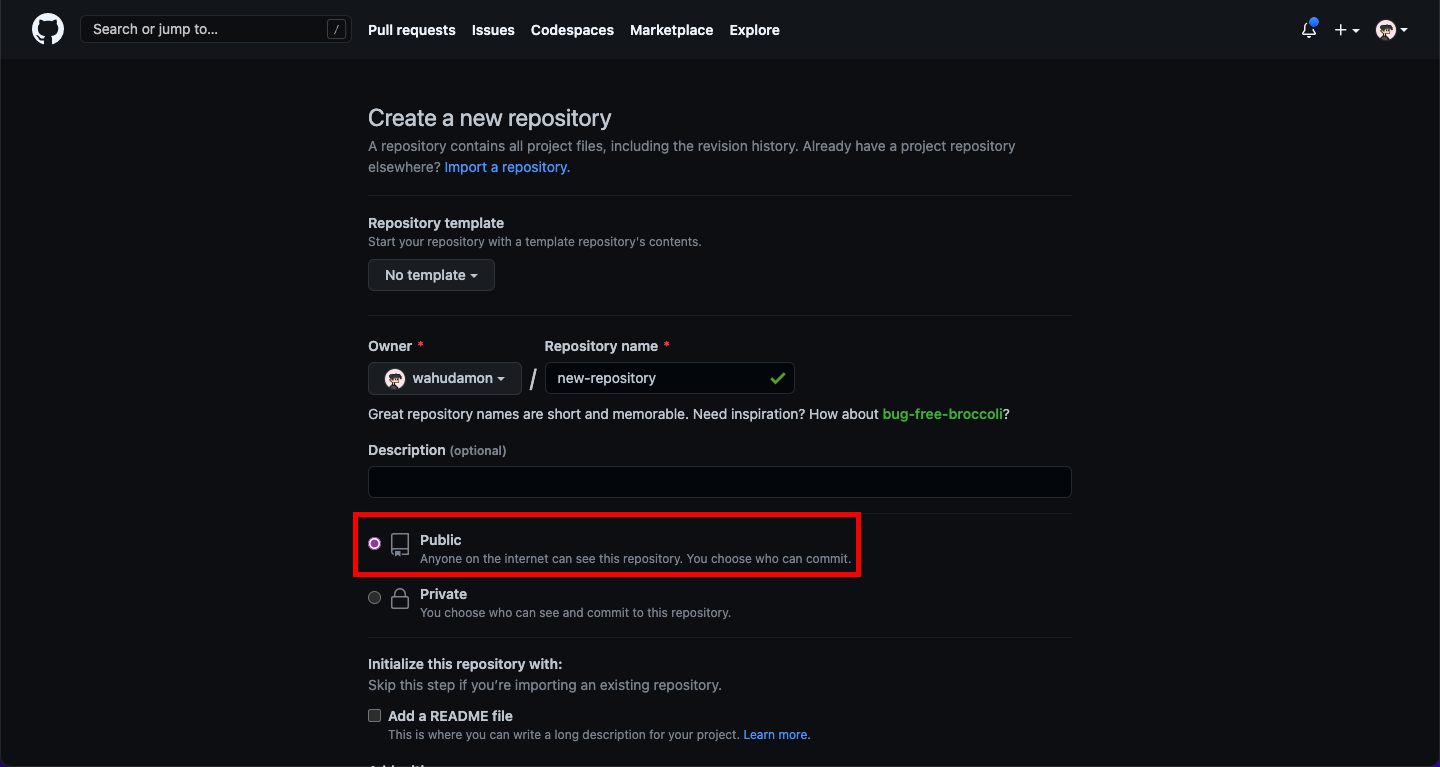 Search or jump to... / Pull requests Issues Codespaces Marketplace Explore
Create a new repository
A repository contains all project files, including the revision history. Already have a project repository
elsewhere? Import a repository.
Repository template
Start your repository with a template repository's contents.
No template
Owner * Repository name *
wahudamon / new-repository
Great repository names are short and memorable. Need inspiration? How about bug-free-broccoli?
Description (optional)
Public
Anyone on the internet can see this repository. You choose who can commit.
Private
You choose who can see and commit to this repository.
Initialize this repository with:
Skip this step if you’re importing an existing repository.
Add a README file
This is where you can write a long description for your project. Learn more.